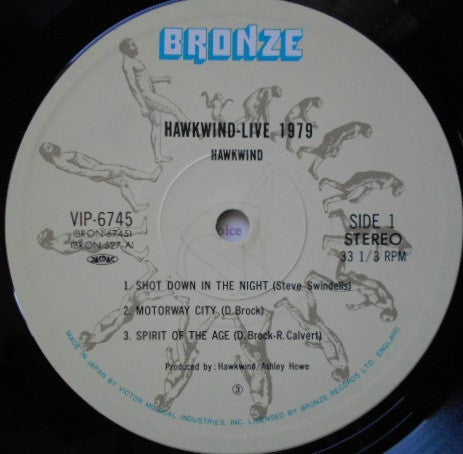 BRONZE
HAWKWIND-LIVE 1979
HAWKWIND
VIP-6745
(BRON-6745)
(BRON-527-A)
SIDE 1
STEREO
33 1/3 RPM
1. SHOT DOWN IN THE NIGHT (Steve Swindells)
2. MOTORWAY CITY (D.Brock)
3. SPIRIT OF THE AGE (D.Brock-R.Calvert)
Produced by : Hawkwind/Ashley Howe
③
MADE IN JAPAN BY VICTOR MUSICAL INDUSTRIES, INC. LICENSED BY BRONZE RECORDS LTD., ENGLAND